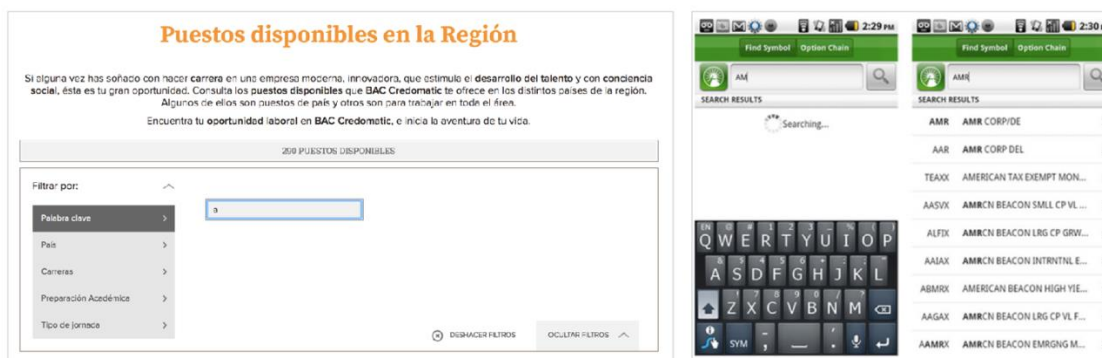 Puestos disponibles en la Región
Si alguna vez has soñado con hacer carrera en una empresa moderna, innovadora, que estimula el desarrollo del talento y con conciencia
social, ésta es tu gran oportunidad. Consulta los puestos disponibles que BAC Credomatic te ofrece en los distintos países de la región.
Algunos de ellos son puestos de país y otros son para trabajar en toda el área.
Encuentra tu oportunidad laboral en BAC Credomatic, e inicia la aventura de tu vida.
200 PUESTOS DISPONIBLES
Filtrar por:
Palabra clave
a
País
Carreras
Preparación Académica
Tipo de jornada
DESHACER FILTROS
OCULTAR FILTROS
2:29 PM
Find Symbol Option Chain
AM
SEARCH RESULTS
Searching...
EN
Q W E R T Y U I O P
A S D F G H J K L
Z X C V B N M
SYM ; , .
2:30
Find Symbol Option Chain
AMR
SEARCH RESULTS
AMR AMR CORP/DE
AAR AMR CORP DEL
TEAXX AMERICAN TAX EXEMPT MON...
AASVX AMRCN BEACON SMLL CP VL ...
ALFIX AMRCN BEACON LRG CP GRW...
AAIAX AMRCN BEACON INTRNTNL E...
ABMRX AMERICAN BEACON HIGH YIE...
AAGAX AMRCN BEACON LRG CP VL F...
AAMRX AMRCN BEACON EMRGNG M...